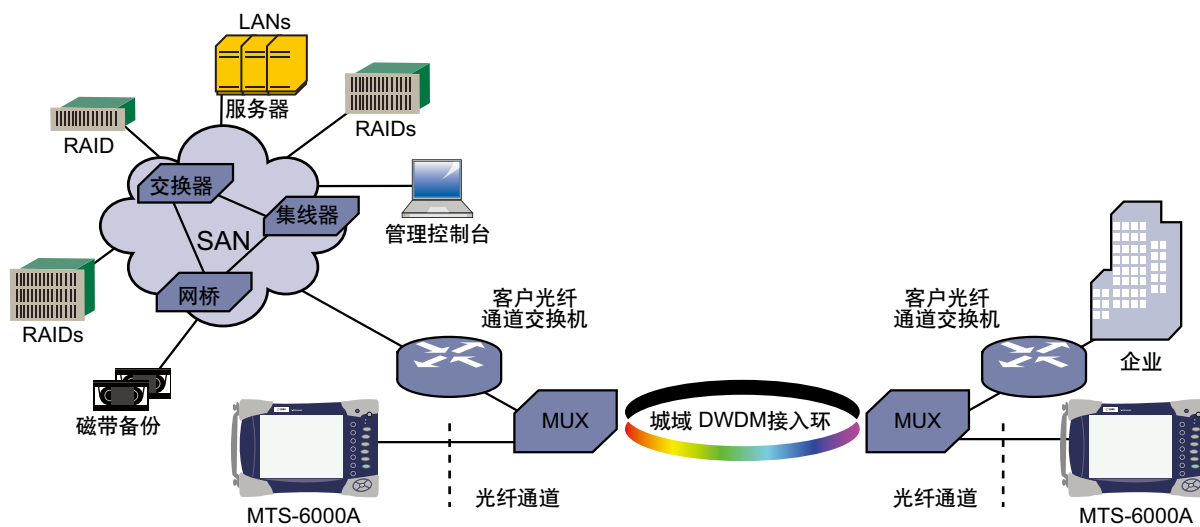 LANs
服务器
RAID
RAIDs
交换器
集线器
SAN
网桥
管理控制台
RAIDs
磁带备份
客户光纤
通道交换机
MUX
城域 DWDM接入环
客户光纤
通道交换机
企业
MUX
光纤通道
MTS-6000A
光纤通道
MTS-6000A